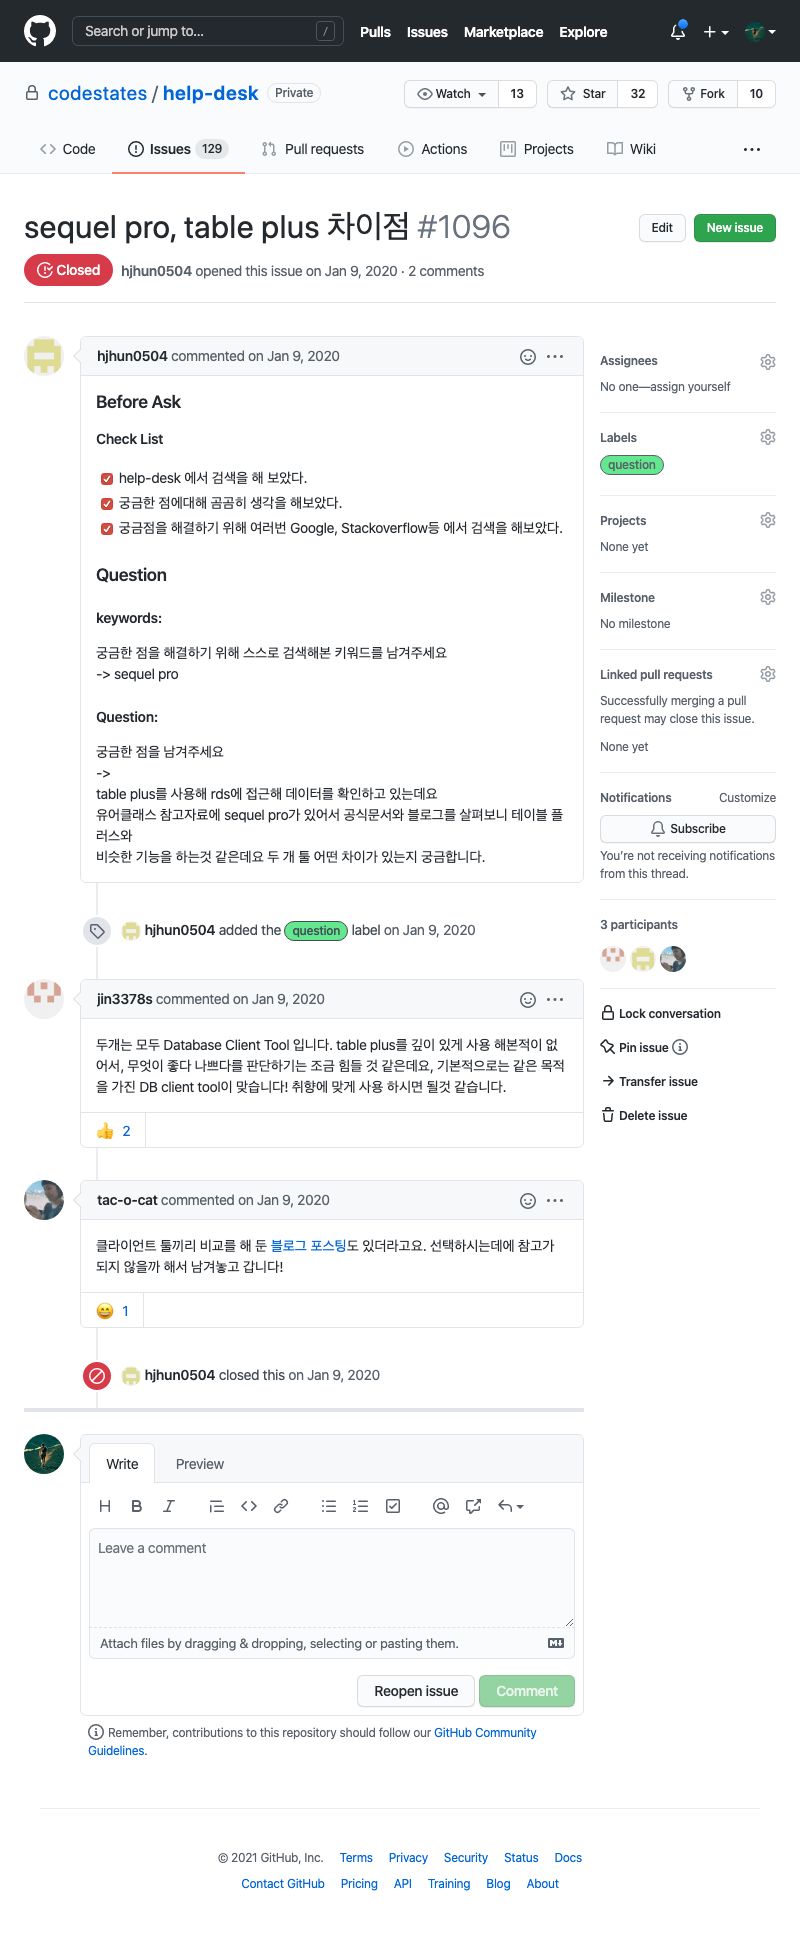 Search or jump to...
/
Pulls Issues Marketplace Explore
codestates / help-desk Private
Watch 13 Star 32 Fork 10
Code Issues 129 Pull requests Actions Projects Wiki
sequel pro, table plus 차이점 #1096
Edit New issue
Closed hjhun0504 opened this issue on Jan 9, 2020 · 2 comments
hjhun0504 commented on Jan 9, 2020
Before Ask
Check List
help-desk 에서 검색을 해 보았다.
궁금한 점에대해 곰곰히 생각을 해보았다.
궁금점을 해결하기 위해 여러번 Google, Stackoverflow등 에서 검색을 해보았다.
Question
keywords:
궁금한 점을 해결하기 위해 스스로 검색해본 키워드를 남겨주세요
-> sequel pro
Question:
궁금한 점을 남겨주세요
->
table plus를 사용해 rds에 접근해 데이터를 확인하고 있는데요
유어클래스 참고자료에 sequel pro가 있어서 공식문서와 블로그를 살펴보니 테이블 플
러스와
비슷한 기능을 하는것 같은데요 두 개 툴 어떤 차이가 있는지 궁금합니다.
hjhun0504 added the question label on Jan 9, 2020
jin3378s commented on Jan 9, 2020
두개는 모두 Database Client Tool 입니다. table plus를 깊이 있게 사용 해본적이 없
어서, 무엇이 좋다 나쁘다를 판단하기는 조금 힘들 것 같은데요, 기본적으로는 같은 목적
을 가진 DB client tool이 맞습니다! 취향에 맞게 사용 하시면 될것 같습니다.
👍 2
tac-o-cat commented on Jan 9, 2020
클라이언트 툴끼리 비교를 해 둔 블로그 포스팅도 있더라고요. 선택하시는데에 참고가
되지 않을까 해서 남겨놓고 갑니다!
😄 1
hjhun0504 closed this on Jan 9, 2020
Write Preview
Leave a comment
Attach files by dragging & dropping, selecting or pasting them.
Reopen issue Comment
Remember, contributions to this repository should follow our GitHub Community
Guidelines.
Assignees
No one—assign yourself
Labels
question
Projects
None yet
Milestone
No milestone
Linked pull requests
Successfully merging a pull
request may close this issue.
None yet
Notifications Customize
Subscribe
You're not receiving notifications
from this thread.
3 participants
Lock conversation
Pin issue
Transfer issue
Delete issue
© 2021 GitHub, Inc. Terms Privacy Security Status Docs
Contact GitHub Pricing API Training Blog About